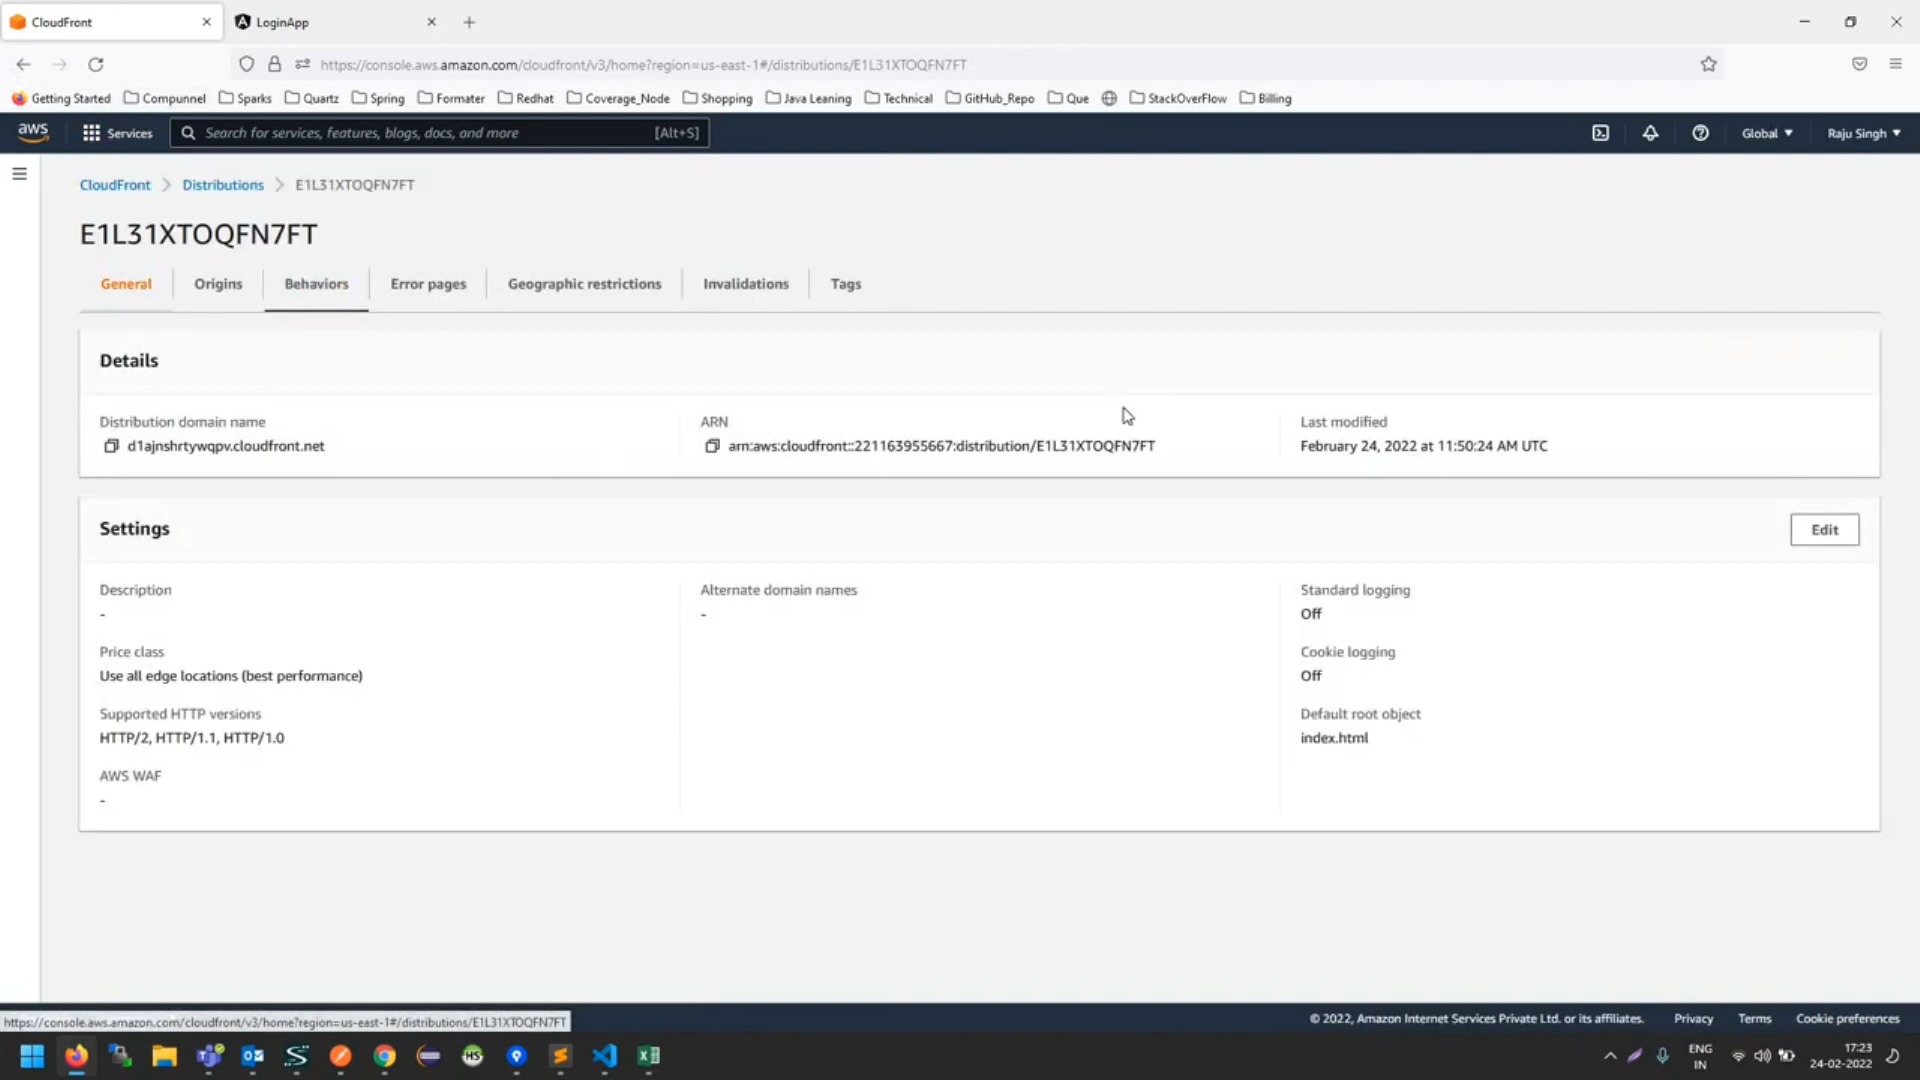 CloudFront
LoginApp
https://console.aws.amazon.com/cloudfront/v3/home?region=us-east-1#/distributions/E1L31XTOQFN7FT
Getting Started Compunnel Sparks Quartz Spring Formater Redhat Coverage_Node Shopping Java Leaning Technical GitHub_Repo Que StackOverFlow Billing
aws Services Search for services, features, blogs, docs, and more [Alt+S] Global Raju Singh
CloudFront Distributions E1L31XTOQFN7FT
E1L31XTOQFN7FT
General Origins Behaviors Error pages Geographic restrictions Invalidations Tags
Details
Distribution domain name ARN Last modified
d1ajnshrtywqpv.cloudfront.net arn:aws:cloudfront::221163955667:distribution/E1L31XTOQFN7FT February 24, 2022 at 11:50:24 AM UTC
Settings Edit
Description Alternate domain names Standard logging
- - Off
Price class Cookie logging
Use all edge locations (best performance) Off
Supported HTTP versions Default root object
HTTP/2, HTTP/1.1, HTTP/1.0 index.html
AWS WAF
-
https://console.aws.amazon.com/cloudfront/v3/home?region=us-east-1#/distributions/E1L31XTOQFN7FT © 2022, Amazon Internet Services Private Ltd. or its affiliates. Privacy Terms Cookie preferences
HS
ENG 17:23
IN 24-02-2022